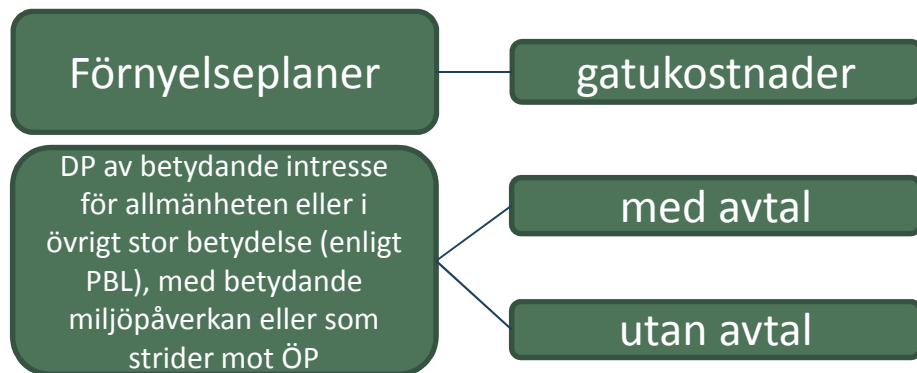 Förnyelseplaner
gatukostnader
DP av betydande intresse
för allmänheten eller i
övrigt stor betydelse (enligt
PBL), med betydande
miljöpåverkan eller som
strider mot ÖP
med avtal
utan avtal